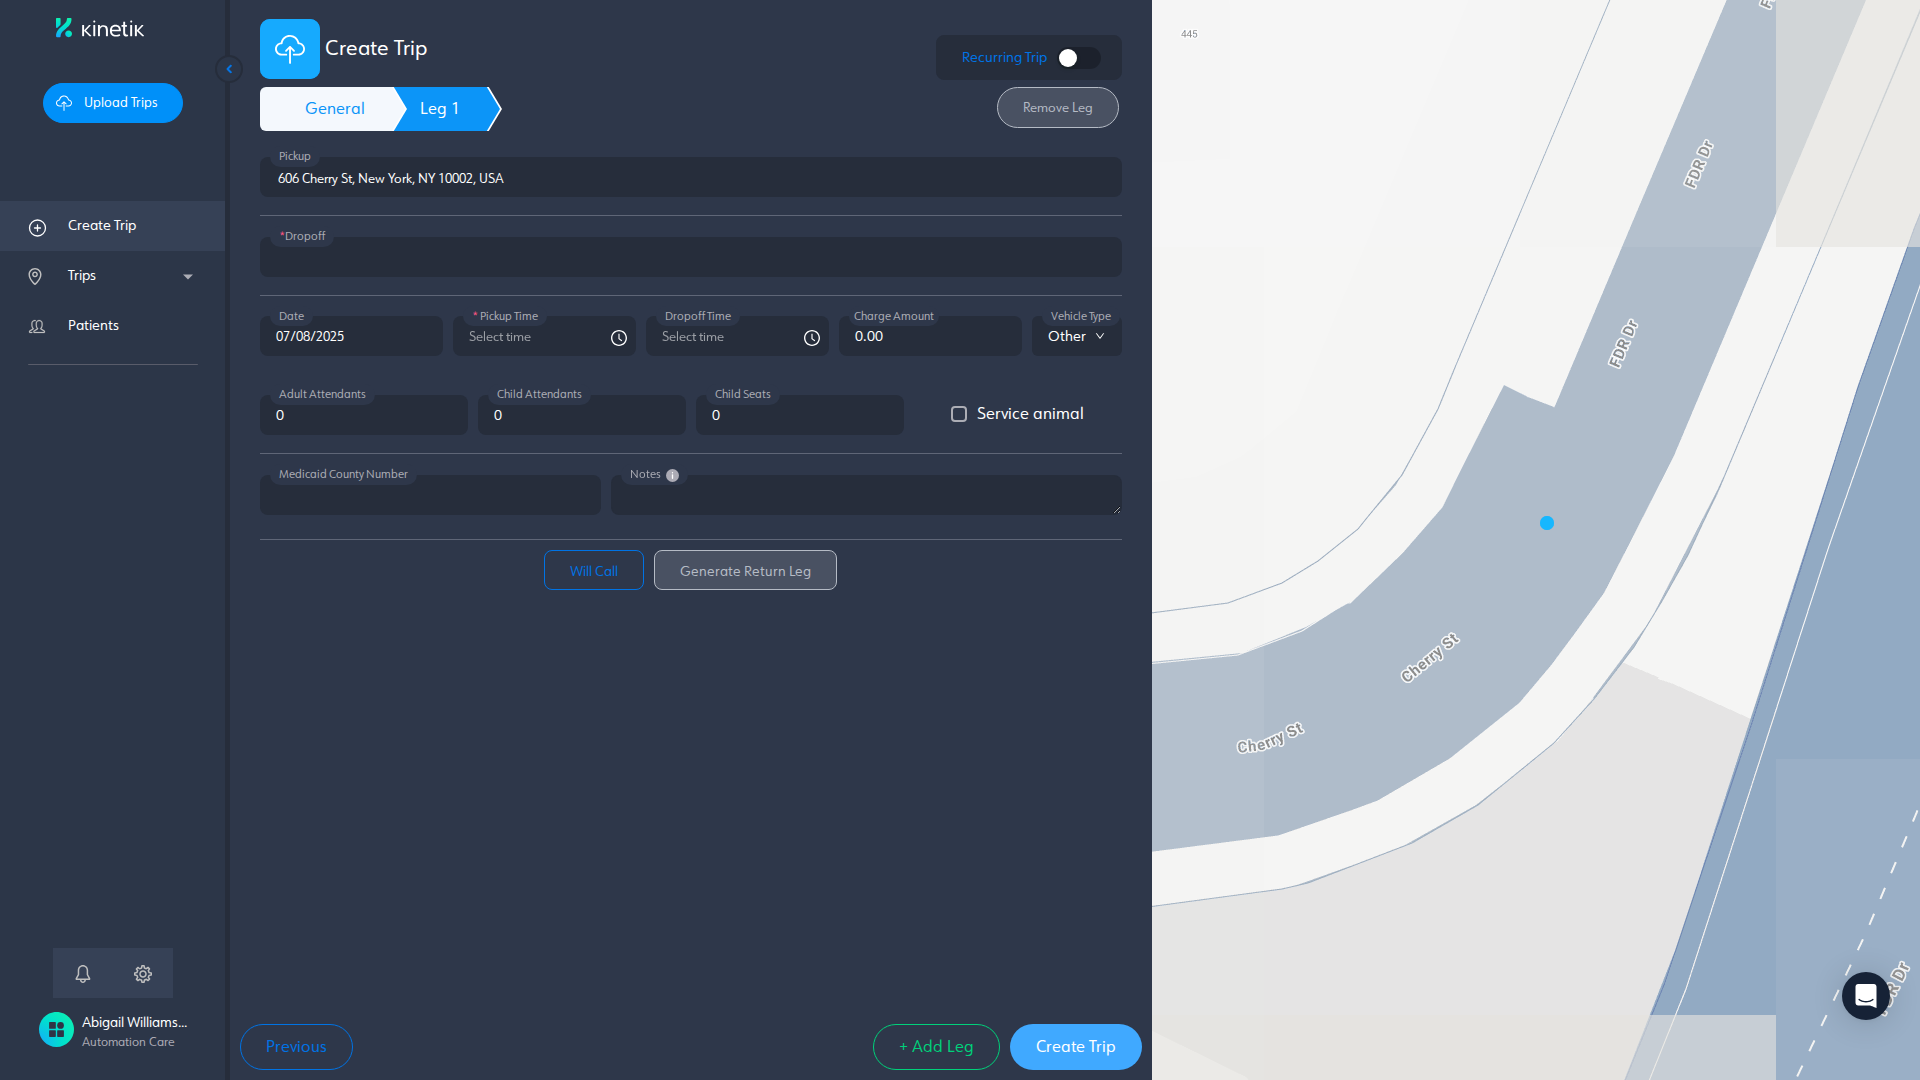 kinetik
Upload Trips
Create Trip
Trips
Patients
Abigail Williams...
Automation Care
Create Trip
Recurring Trip
General
Leg 1
Remove Leg
Pickup
606 Cherry St, New York, NY 10002, USA
*Dropoff
Date
07/08/2025
* Pickup Time
Select time
Dropoff Time
Select time
Charge Amount
0.00
Vehicle Type
Other
Adult Attendants
0
Child Attendants
0
Child Seats
0
Service animal
Medicaid County Number
Notes
Will Call
Generate Return Leg
Previous
+ Add Leg
Create Trip
445
FDR Dr
FDR Dr
Cherry St
Cherry St